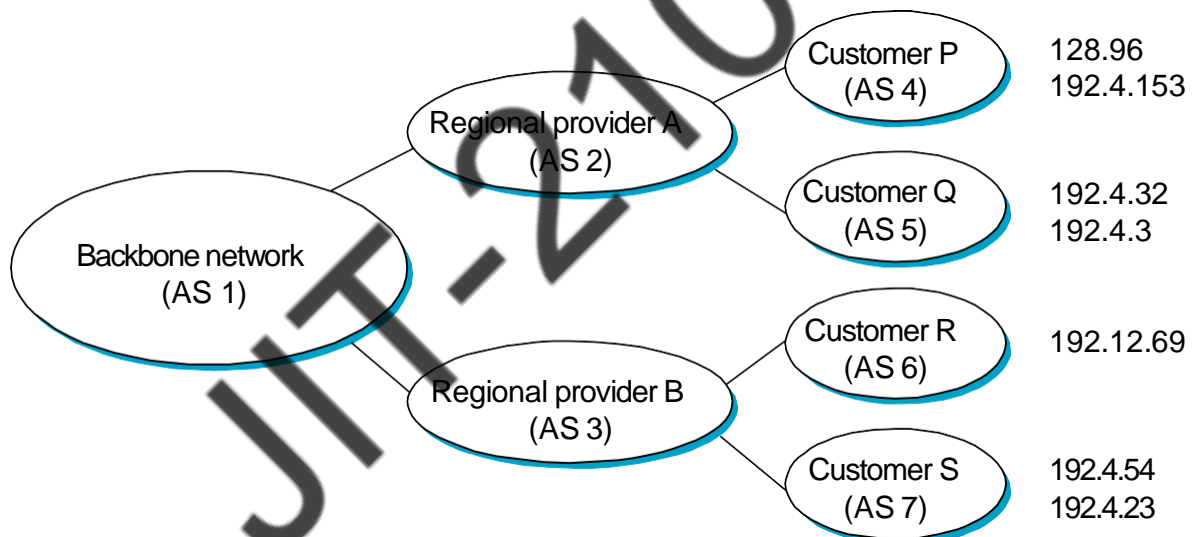 Customer P
(AS 4)
128.96
192.4.153
Regional provider A
(AS 2)
Customer Q
(AS 5)
192.4.32
192.4.3
Backbone network
(AS 1)
Customer R
(AS 6)
192.12.69
Regional provider B
(AS 3)
Customer S
(AS 7)
192.4.54
192.4.23
JIT-210